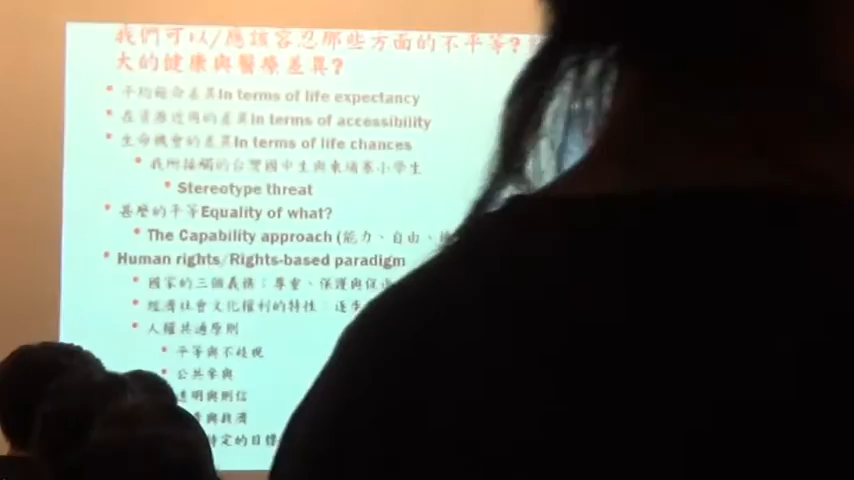 我們可以/應該容忍那些方面的不平等?
大的健康與醫療差異?
平均壽命差異In terms of life expectancy
在資源近用的差異In terms of accessibility
生命機會的差異In terms of life chances
我所接觸的台灣國中生與柬埔寨小學生
Stereotype threat
甚麼的平等Equality of what?
The Capability approach (能力、自由、
Human rights/Rights-based paradigm
國家的三個義務:尊重、保護與促
經濟社會文化權利的特性:逐
人權共通原則
平等與不歧視
公共參與
透明與
與救濟
特定的目標